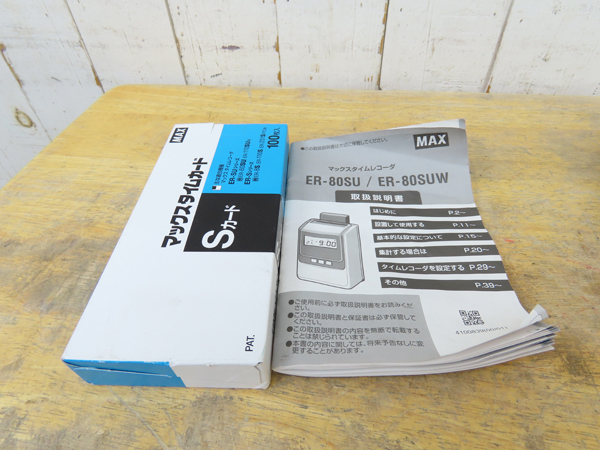 MAX
マックスタイムカード
Sカード
100枚入
PAT.
MAX
マックスタイムレコーダ
ER-80SU / ER-80SUW
取扱説明書
はじめに P.2~
設置して使用する P.11~
基本的な設定について P.15~
集計する場合は P.20~
タイムレコーダを設定する P.29~
その他 P.39~
9:00
●ご使用前に必ず取扱説明書をお読みください。
●この取扱説明書と保証書は必ず保管してください。
●この取扱説明書の内容を無断で転載することは禁じられています。
●本書の内容に関しては、将来予告なしに変更することがあります。